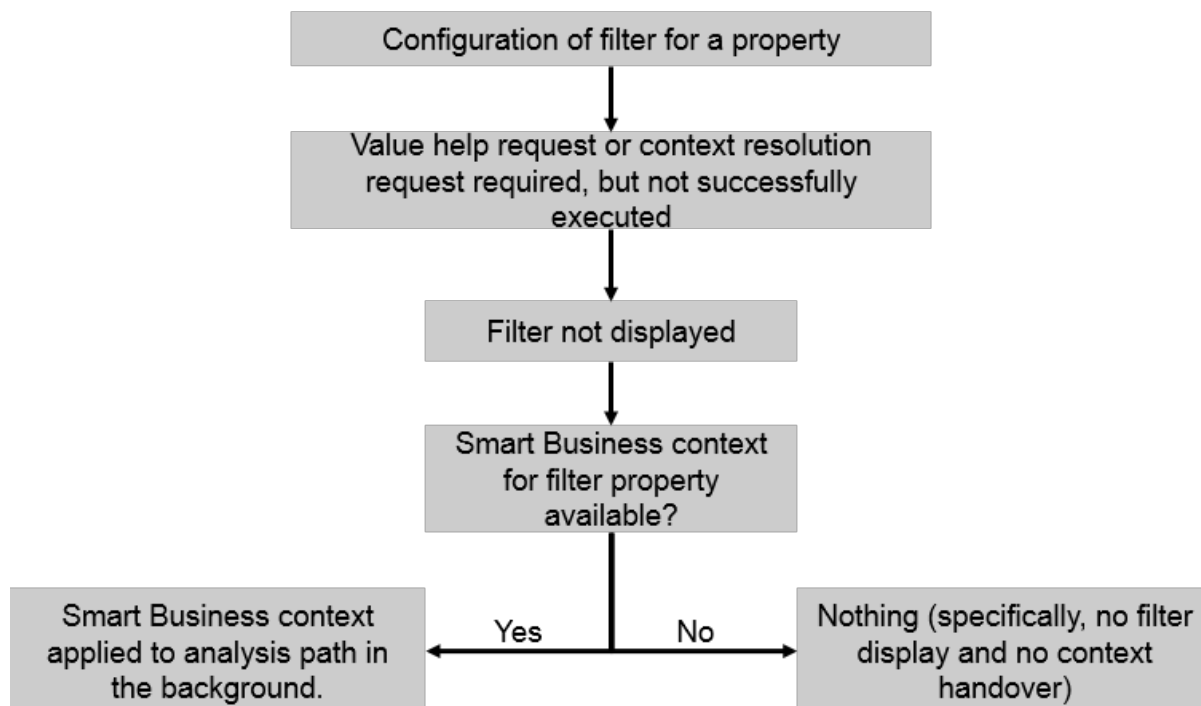 Configuration of filter for a property
Value help request or context resolution
request required, but not successfully
executed
Filter not displayed
Smart Business context
for filter property
available?
Yes
No
Smart Business context
applied to analysis path in
the background.
Nothing (specifically, no filter
display and no context
handover)